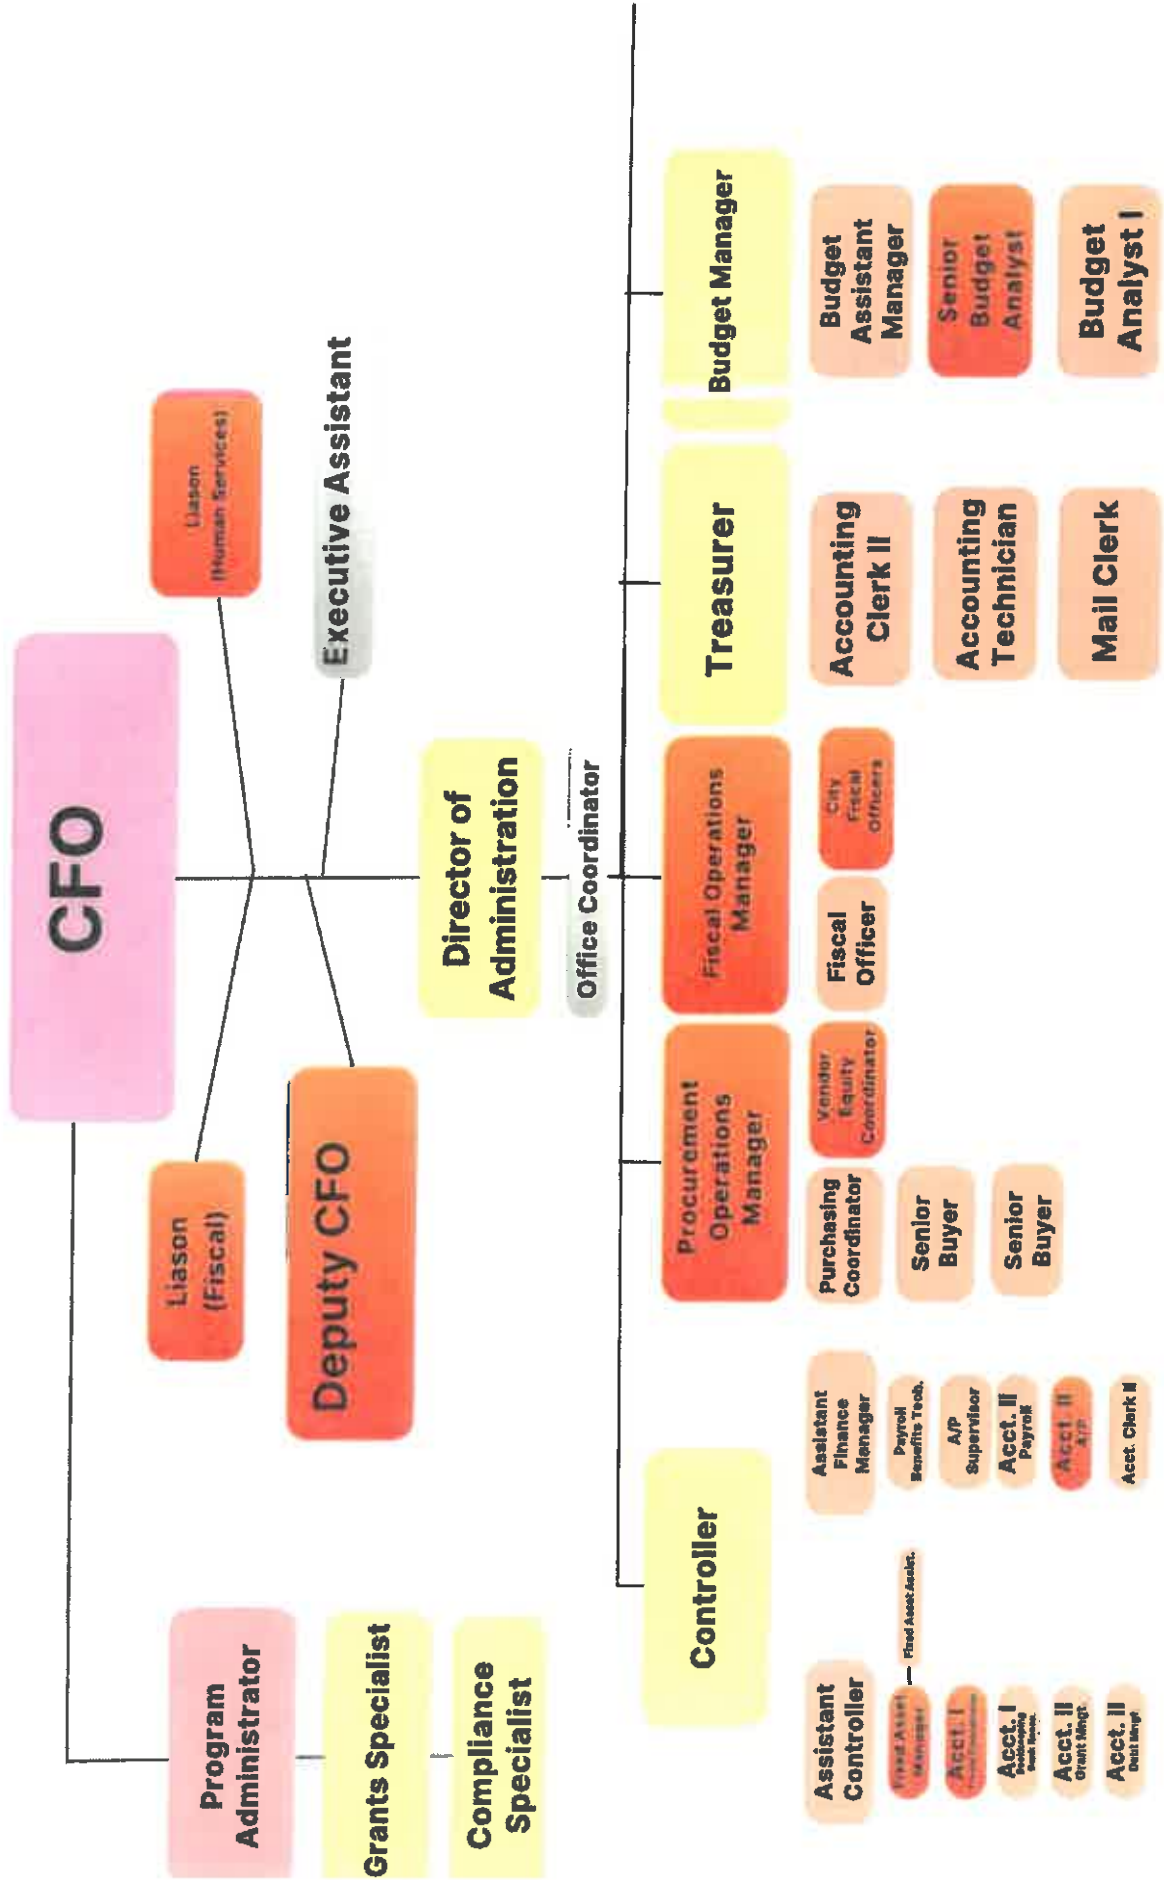 CFO
Liason
(Fiscal)
Liason
(Human Services)
Deputy CFO
Executive Assistant
Program
Administrator
Grants Specialist
Compliance
Specialist
Director of
Administration
Office Coordinator
Controller
Procurement
Operations
Manager
Fiscal Operations
Manager
Treasurer
Budget Manager
Assistant
Controller
Fixed Asset
Manager
Fixed Asset Assist.
Acct. I
Acct. I
Bookkeeping
Acct. II
Grant Mngt.
Acct. II
Debt Mngt
Assistant
Finance
Manager
Payroll
Benefits Tech.
A/P
Supervisor
Acct. II
Payroll
Acct. II
A/P
Acct. Clerk II
Purchasing
Coordinator
Senior
Buyer
Senior
Buyer
Vendor
Equity
Coordinator
Fiscal
Officer
City
Fiscal
Officers
Accounting
Clerk II
Accounting
Technician
Mail Clerk
Budget
Assistant
Manager
Senior
Budget
Analyst
Budget
Analyst I